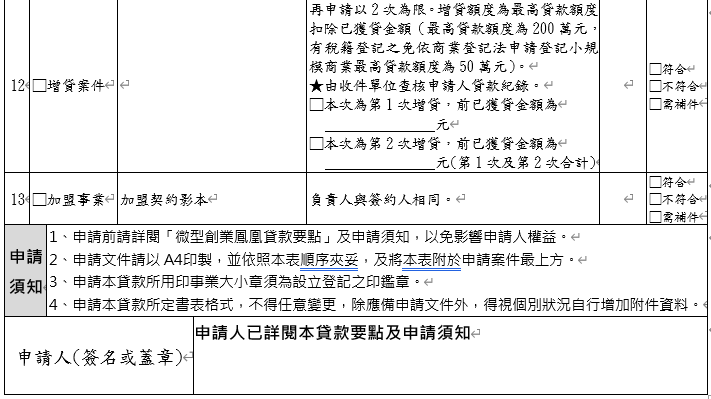 再申請以 2 次為限。增貸額度為最高貸款額度
扣除已獲貸金額（最高貸款額度為 200 萬元，
有稅籍登記之免依商業登記法申請登記小規
模商業最高貸款額度為 50 萬元）。
12 □增貸案件
★由收件單位查核申請人貸款紀錄。
□本次為第 1 次增貸，前已獲貸金額為
______________元
□本次為第 2 次增貸，前已獲貸金額為
______________元(第 1 次及第 2 次合計)
□符合
□不符合
□需補件
13 □加盟事業 加盟契約影本 負責人與簽約人相同。
□符合
□不符合
□需補件
申請
須知
1、申請前請詳閱「微型創業鳳凰貸款要點」及申請須知，以免影響申請人權益。
2、申請文件請以 A4印製，並依照本表順序夾妥，及將本表附於申請案件最上方。
3、申請本貸款所用印事業大小章須為設立登記之印鑑章。
4、申請本貸款所定書表格式，不得任意變更，除應備申請文件外，得視個別狀況自行增加附件資料。
申請人(簽名或蓋章)
申請人已詳閱本貸款要點及申請須知